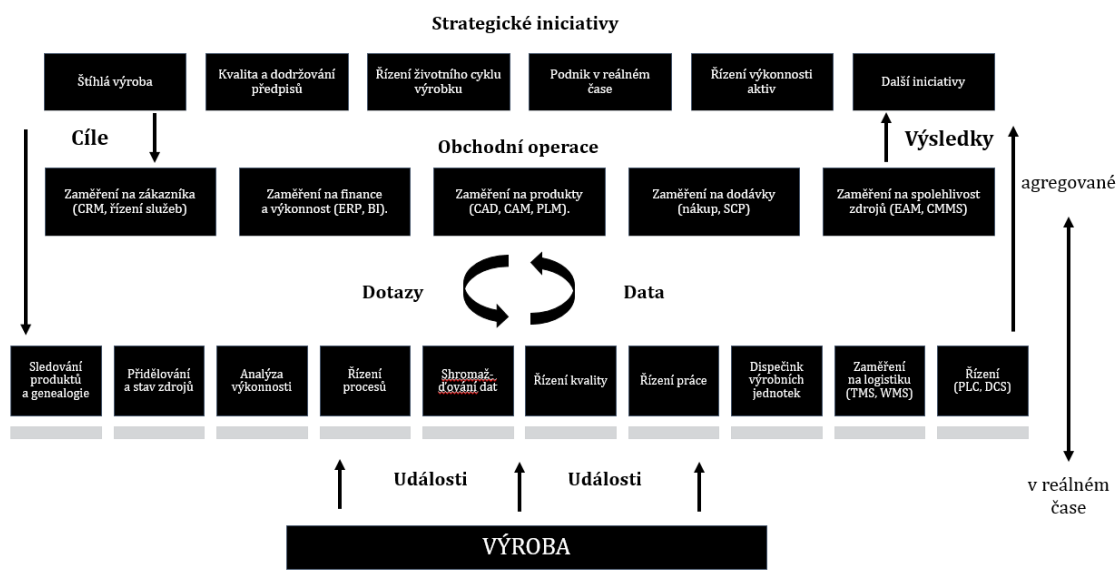 Strategické iniciativy
Štíhlá výroba
Kvalita a dodržování
předpisů
Řízení životního cyklu
výrobku
Podnik v reálném
čase
Řízení výkonnosti
aktiv
Další iniciativy
Cíle
Obchodní operace
Výsledky
agregované
Zaměření na zákazníka
(CRM, řízení služeb)
Zaměření na finance
a výkonnost (ERP, BI).
Zaměření na produkty
(CAD, CAM, PLM).
Zaměření na dodávky
(nákup, SCP)
Zaměření na spolehlivost
zdrojů (EAM, CMMS)
Dotazy
Data
Sledování
produktů
a genealogie
Přidělování
a stav zdrojů
Analýza
výkonnosti
Řízení
procesů
Shromaž-
ďování dat
Řízení kvality
Řízení práce
Dispečink
výrobních
jednotek
Zaměření
na logistiku
(TMS, WMS)
Řízení
(PLC, DCS)
Události
Události
v reálném
čase
VÝROBA